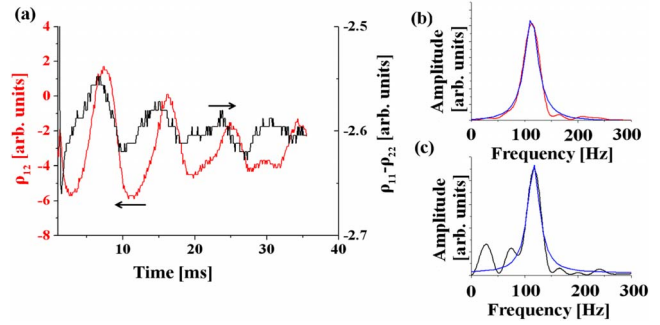 (a)
4
2
0
-2
-4
-6
-8
ρ12 [arb. units]
0 10 20 30 40
Time [ms]
-2.5
-2.6
-2.7
ρ11-ρ22 [arb. units]
(b)
Amplitude
[arb. units]
0 100 200 300
Frequency [Hz]
(c)
Amplitude
[arb. units]
0 100 200 300
Frequency [Hz]